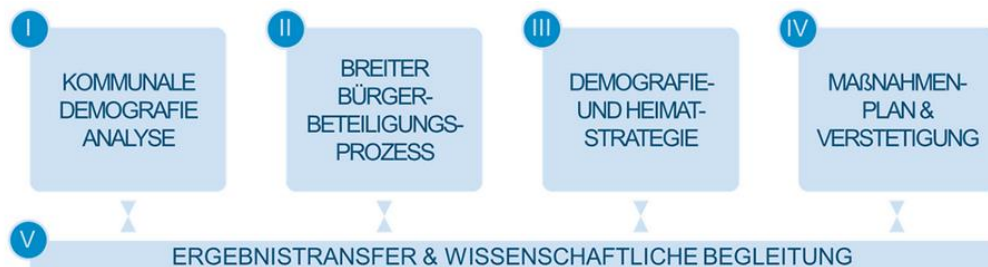 I
KOMMUNALE
DEMOGRAFIE
ANALYSE
II
BREITER
BÜRGER-
BETEILIGUNGS-
PROZESS
III
DEMOGRAFIE-
UND HEIMAT-
STRATEGIE
IV
MAßNAHMEN-
PLAN &
VERSTETIGUNG
V
ERGEBNISTRANSFER & WISSENSCHAFTLICHE BEGLEITUNG